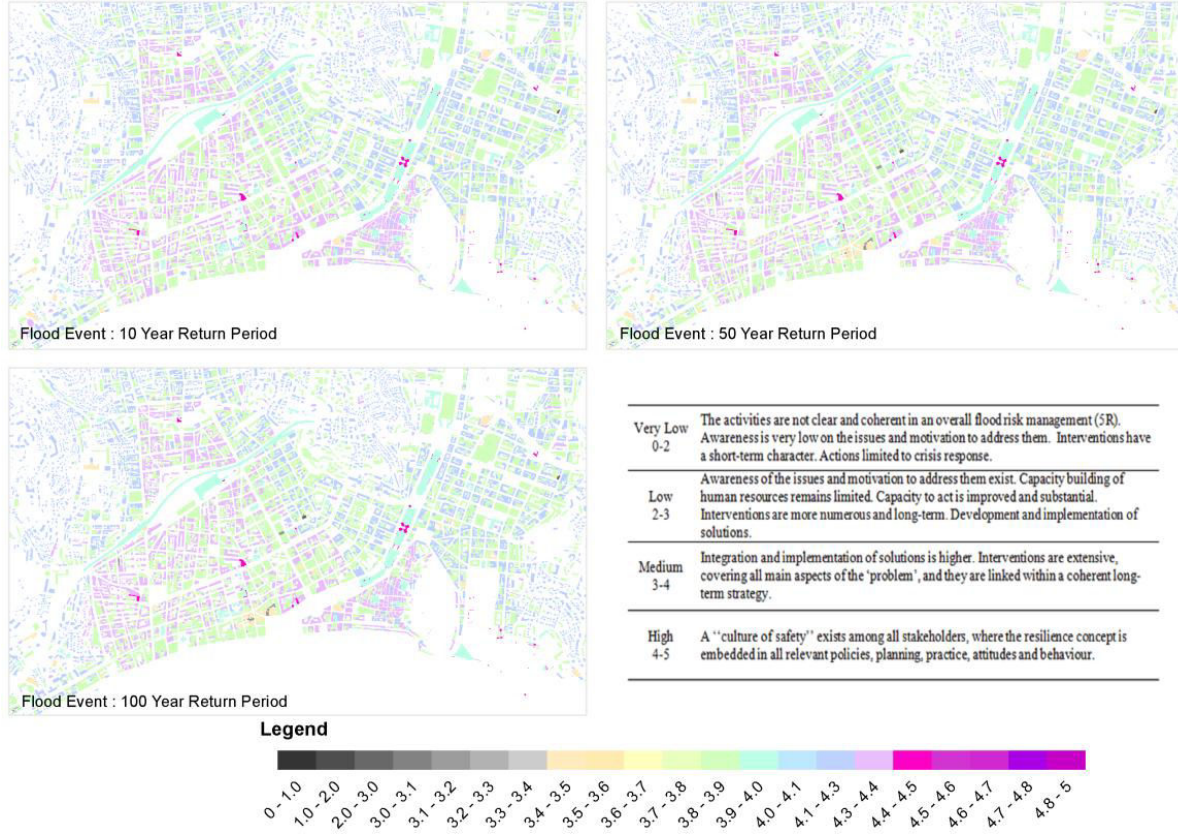 Flood Event : 10 Year Return Period
Flood Event : 50 Year Return Period
Flood Event : 100 Year Return Period
Very Low
0-2
The activities are not clear and coherent in an overall flood risk management (5R).
Awareness is very low on the issues and motivation to address them. Interventions have
a short-term character. Actions limited to crisis response.
Low
2-3
Awareness of the issues and motivation to address them exist. Capacity building of
human resources remains limited. Capacity to act is improved and substantial.
Interventions are more numerous and long-term. Development and implementation of
solutions.
Medium
3-4
Integration and implementation of solutions is higher. Interventions are extensive,
covering all main aspects of the ‘problem’, and they are linked within a coherent long-
term strategy.
High
4-5
A ‘‘culture of safety’’ exists among all stakeholders, where the resilience concept is
embedded in all relevant policies, planning, practice, attitudes and behaviour.
Legend
0 - 1.0
1.0 - 2.0
2.0 - 3.0
3.0 - 3.1
3.1 - 3.2
3.2 - 3.3
3.3 - 3.4
3.4 - 3.5
3.5 - 3.6
3.6 - 3.7
3.7 - 3.8
3.8 - 3.9
3.9 - 4.0
4.0 - 4.1
4.1 - 4.3
4.3 - 4.4
4.4 - 4.5
4.5 - 4.6
4.6 - 4.7
4.7 - 4.8
4.8 - 5